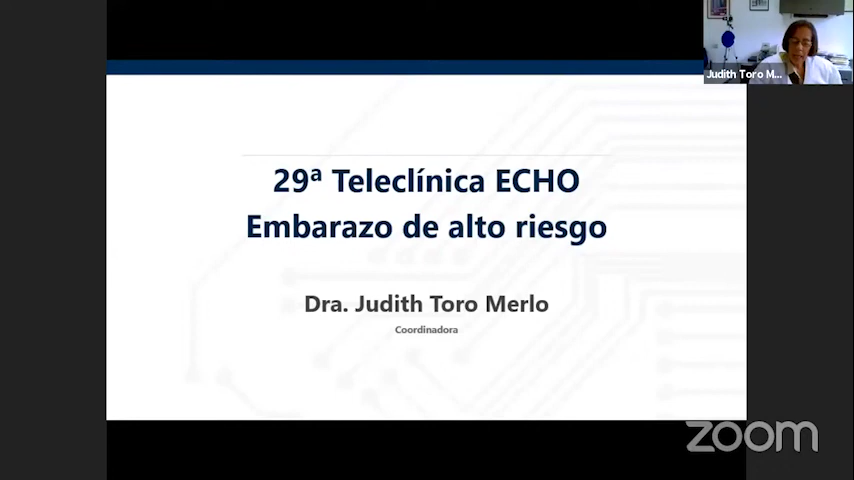 Judith Toro M...
29ª Teleclínica ECHO
Embarazo de alto riesgo
Dra. Judith Toro Merlo
Coordinadora
zoom